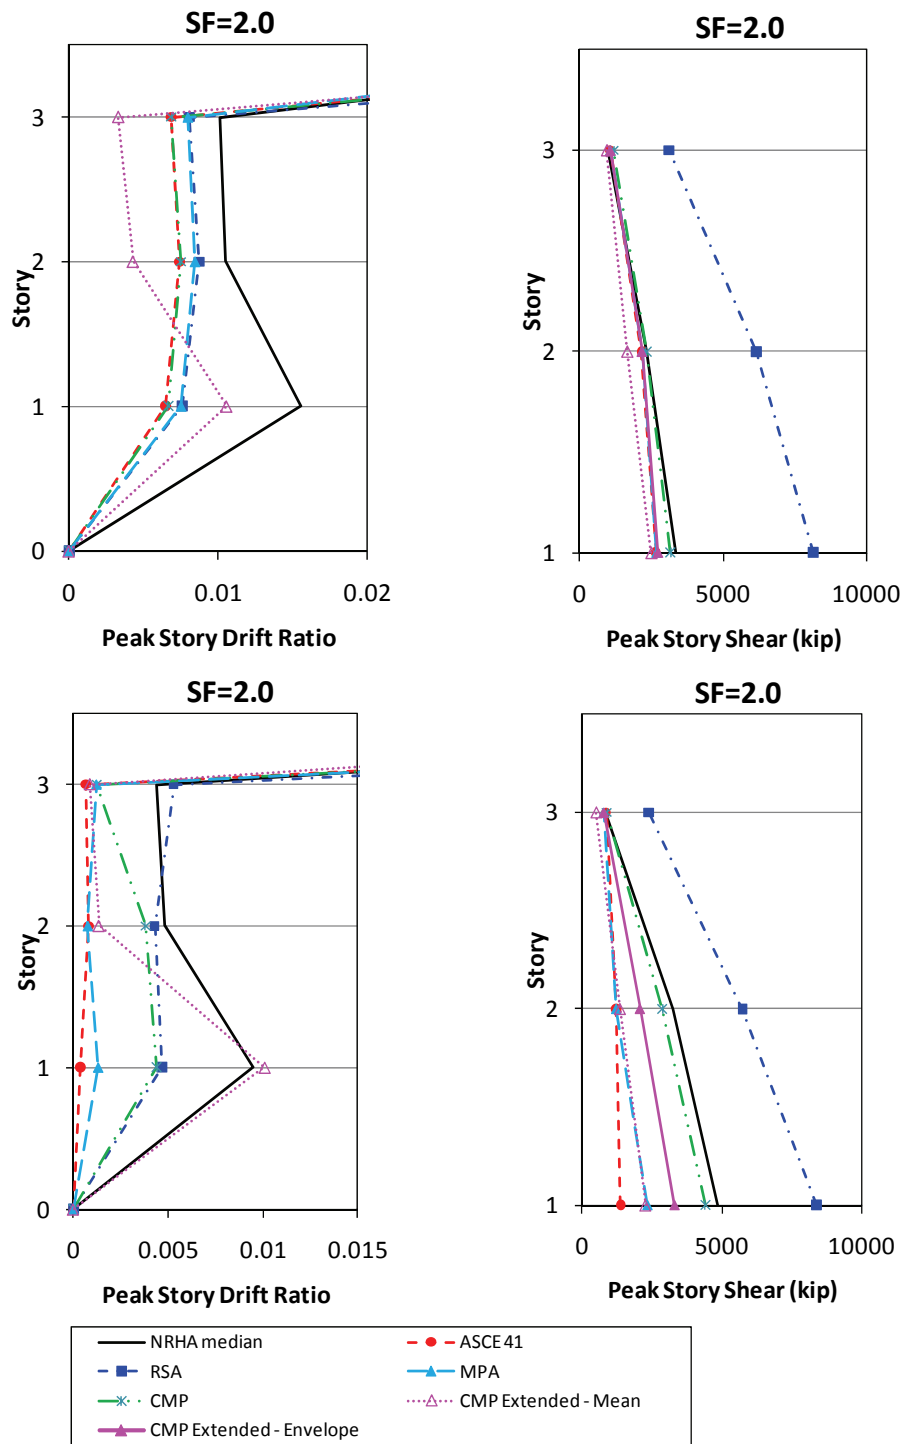 SF=2.0
3
2
1
0
Story
0
0.01
0.02
Peak Story Drift Ratio
SF=2.0
3
2
1
Story
0
5000
10000
Peak Story Shear (kip)
SF=2.0
3
2
1
0
Story
0
0.005
0.01
0.015
Peak Story Drift Ratio
SF=2.0
3
2
1
Story
0
5000
10000
Peak Story Shear (kip)
NRHA median
ASCE 41
RSA
MPA
CMP
CMP Extended - Mean
CMP Extended - Envelope